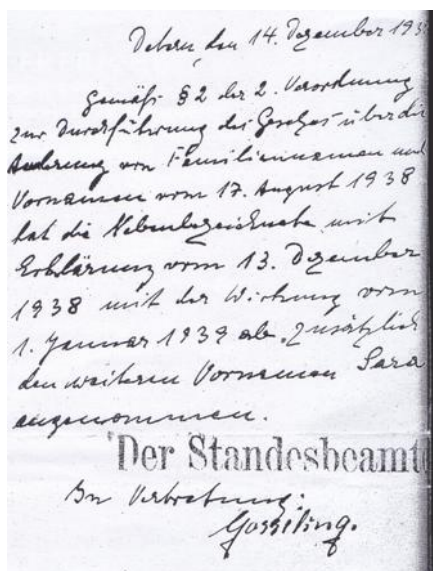 den 14. Dezember 193
Gemäß § 2 der 2. Verordnung
zur Durchführung des Gesetzes über die
Änderung von Familiennamen und
Vornamen vom 17. August 1938
hat die Nebenbezeichnete mit
Erklärung vom 13. Dezember
1938 mit der Wirkung vom
1. Januar 1939 ab zusätzlich
den weiteren Vornamen Sara
angenommen.
Der Standesbeamte
In Vertretung: